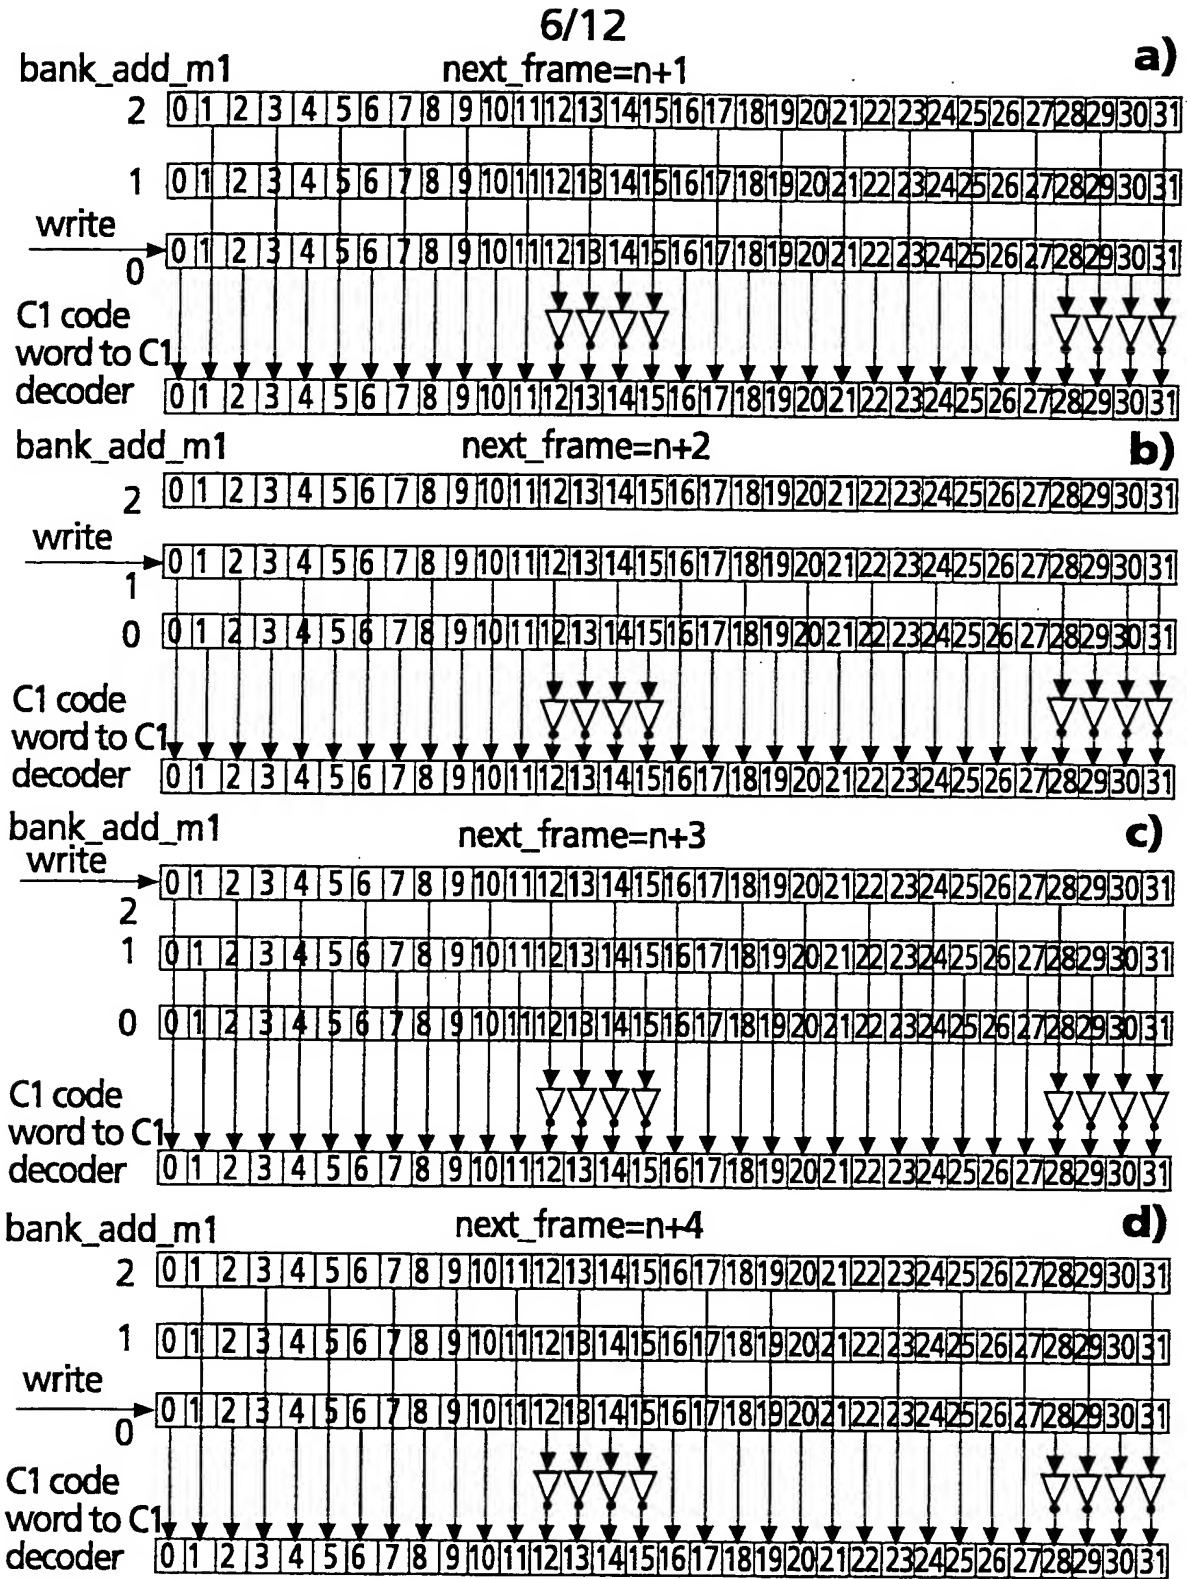 6/12
a)
bank_add_m1 next_frame=n+1
2 0 1 2 3 4 5 6 7 8 9 10 11 12 13 14 15 16 17 18 19 20 21 22 23 24 25 26 27 28 29 30 31
1 0 1 2 3 4 5 6 7 8 9 10 11 12 13 14 15 16 17 18 19 20 21 22 23 24 25 26 27 28 29 30 31
write
0 0 1 2 3 4 5 6 7 8 9 10 11 12 13 14 15 16 17 18 19 20 21 22 23 24 25 26 27 28 29 30 31
C1 code
word to C1
decoder 0 1 2 3 4 5 6 7 8 9 10 11 12 13 14 15 16 17 18 19 20 21 22 23 24 25 26 27 28 29 30 31
bank_add_m1 next_frame=n+2 b)
2 0 1 2 3 4 5 6 7 8 9 10 11 12 13 14 15 16 17 18 19 20 21 22 23 24 25 26 27 28 29 30 31
write
1 0 1 2 3 4 5 6 7 8 9 10 11 12 13 14 15 16 17 18 19 20 21 22 23 24 25 26 27 28 29 30 31
0 0 1 2 3 4 5 6 7 8 9 10 11 12 13 14 15 16 17 18 19 20 21 22 23 24 25 26 27 28 29 30 31
C1 code
word to C1
decoder 0 1 2 3 4 5 6 7 8 9 10 11 12 13 14 15 16 17 18 19 20 21 22 23 24 25 26 27 28 29 30 31
bank_add_m1 next_frame=n+3 c)
write
2 0 1 2 3 4 5 6 7 8 9 10 11 12 13 14 15 16 17 18 19 20 21 22 23 24 25 26 27 28 29 30 31
1 0 1 2 3 4 5 6 7 8 9 10 11 12 13 14 15 16 17 18 19 20 21 22 23 24 25 26 27 28 29 30 31
0 0 1 2 3 4 5 6 7 8 9 10 11 12 13 14 15 16 17 18 19 20 21 22 23 24 25 26 27 28 29 30 31
C1 code
word to C1
decoder 0 1 2 3 4 5 6 7 8 9 10 11 12 13 14 15 16 17 18 19 20 21 22 23 24 25 26 27 28 29 30 31
bank_add_m1 next_frame=n+4 d)
2 0 1 2 3 4 5 6 7 8 9 10 11 12 13 14 15 16 17 18 19 20 21 22 23 24 25 26 27 28 29 30 31
1 0 1 2 3 4 5 6 7 8 9 10 11 12 13 14 15 16 17 18 19 20 21 22 23 24 25 26 27 28 29 30 31
write
0 0 1 2 3 4 5 6 7 8 9 10 11 12 13 14 15 16 17 18 19 20 21 22 23 24 25 26 27 28 29 30 31
C1 code
word to C1
decoder 0 1 2 3 4 5 6 7 8 9 10 11 12 13 14 15 16 17 18 19 20 21 22 23 24 25 26 27 28 29 30 31